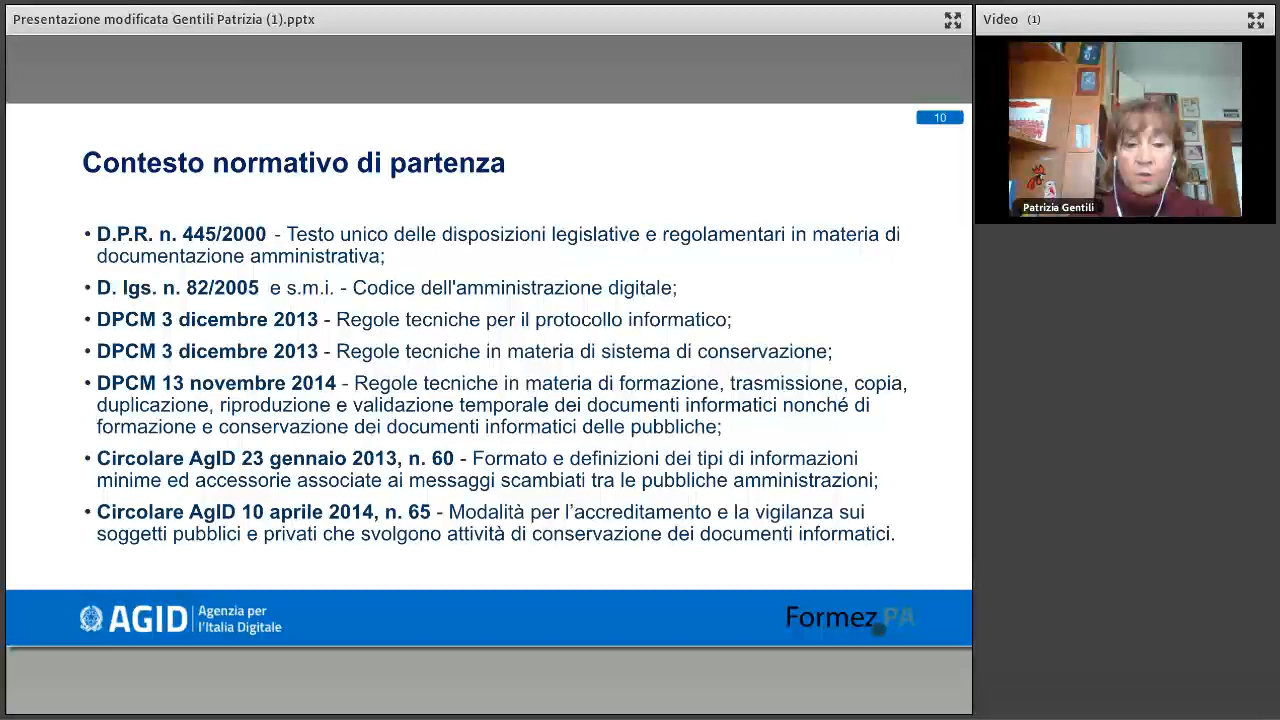 Presentazione modificata Gentili Patrizia (1).pptx
Video (1)
Patrizia Gentili
10
Contesto normativo di partenza
• D.P.R. n. 445/2000 - Testo unico delle disposizioni legislative e regolamentari in materia di
documentazione amministrativa;
• D. lgs. n. 82/2005 e s.m.i. - Codice dell'amministrazione digitale;
• DPCM 3 dicembre 2013 - Regole tecniche per il protocollo informatico;
• DPCM 3 dicembre 2013 - Regole tecniche in materia di sistema di conservazione;
• DPCM 13 novembre 2014 - Regole tecniche in materia di formazione, trasmissione, copia,
duplicazione, riproduzione e validazione temporale dei documenti informatici nonché di
formazione e conservazione dei documenti informatici delle pubbliche;
• Circolare AgID 23 gennaio 2013, n. 60 - Formato e definizioni dei tipi di informazioni
minime ed accessorie associate ai messaggi scambiati tra le pubbliche amministrazioni;
• Circolare AgID 10 aprile 2014, n. 65 - Modalità per l’accreditamento e la vigilanza sui
soggetti pubblici e privati che svolgono attività di conservazione dei documenti informatici.
AGID
Agenzia per
l’Italia Digitale
Formez PA